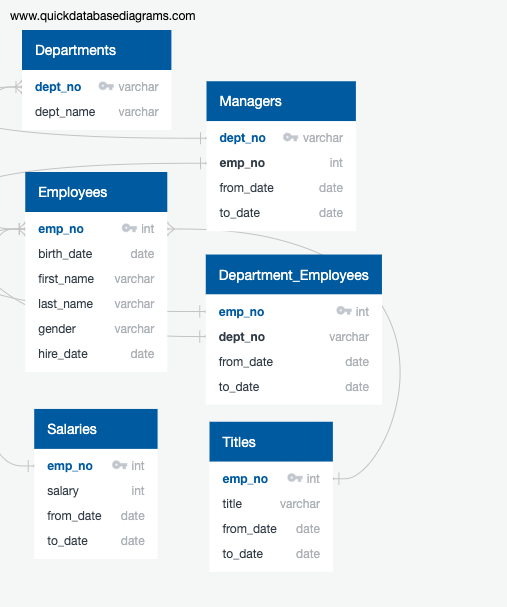 www.quickdatabasediagrams.com
Departments
dept_no varchar
dept_name varchar
Managers
dept_no varchar
emp_no int
from_date date
to_date date
Employees
emp_no int
birth_date date
first_name varchar
last_name varchar
gender varchar
hire_date date
Department_Employees
emp_no int
dept_no varchar
from_date date
to_date date
Salaries
emp_no int
salary int
from_date date
to_date date
Titles
emp_no int
title varchar
from_date date
to_date date